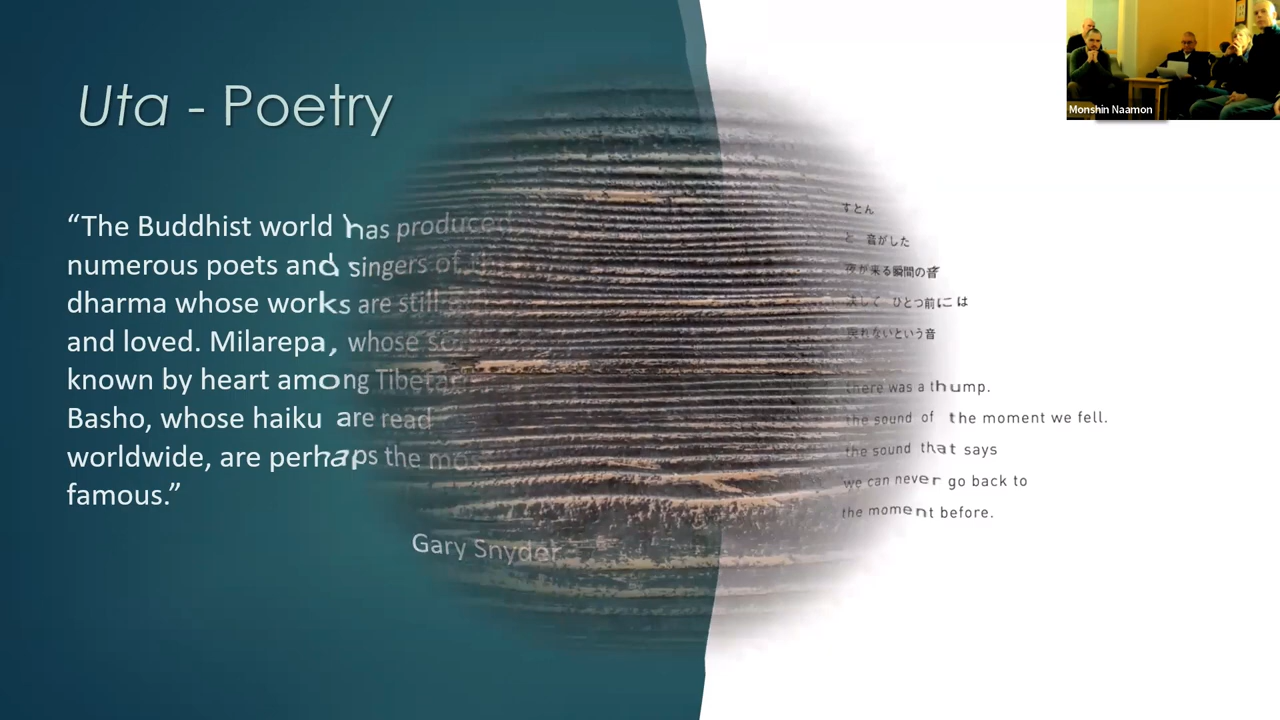 Uta - Poetry
“The Buddhist world has produced
numerous poets and singers of
dharma whose works are still
and loved. Milarepa, whose
known by heart among
Basho, whose haiku are read
worldwide, are perhaps the
famous.”
Gary Snyder
すとん
と 音がした
夜が来る瞬間の音
ひとつ前には
戻れないという音
there was a thump.
the sound of the moment we fell.
the sound that says
we can never go back to
the moment before.
Monshin Naamon